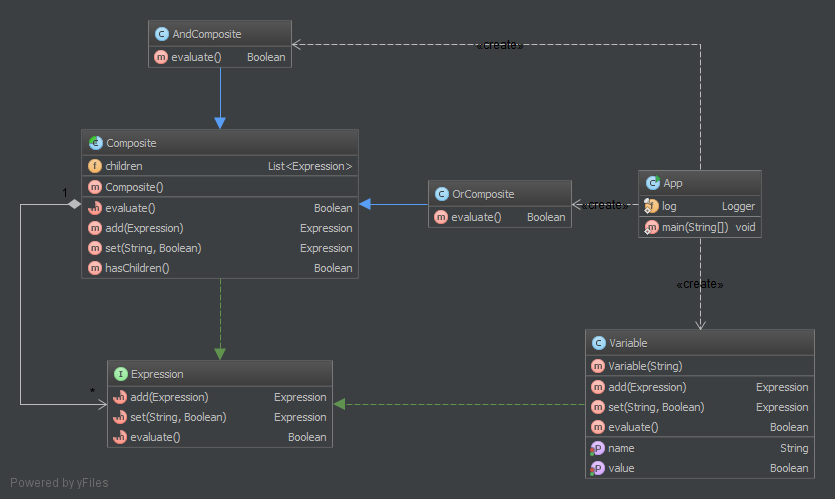 AndComposite
evaluate() Boolean
«create»
Composite
children List<Expression>
Composite()
evaluate() Boolean
add(Expression) Expression
set(String, Boolean) Expression
hasChildren() Boolean
1
OrComposite
evaluate() Boolean
«create»
App
log Logger
main(String[]) void
«create»
Variable
Variable(String)
add(Expression) Expression
set(String, Boolean) Expression
evaluate() Boolean
name String
value Boolean
*
Expression
add(Expression) Expression
set(String, Boolean) Expression
evaluate() Boolean
Powered by yFiles